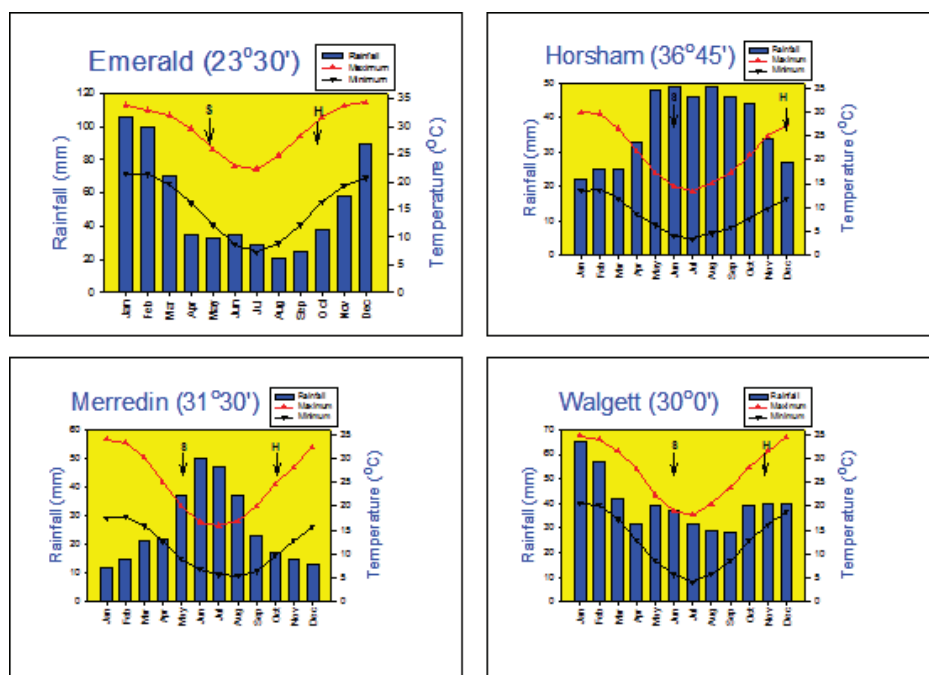 Emerald (23°30')
Rainfall
Maximum
Minimum
120
100
80
60
40
20
0
35
30
25
20
15
10
5
0
S
H
Rainfall (mm)
Temperature (°C)
Jan
Feb
Mar
Apr
May
Jun
Jul
Aug
Sep
Oct
Nov
Dec
Horsham (36°45')
Rainfall
Maximum
Minimum
50
40
30
20
10
0
35
30
25
20
15
10
5
0
S
H
Rainfall (mm)
Temperature (°C)
Jan
Feb
Mar
Apr
May
Jun
Jul
Aug
Sep
Oct
Nov
Dec
Merredin (31°30')
Rainfall
Maximum
Minimum
60
50
40
30
20
10
0
35
30
25
20
15
10
5
0
S
H
Rainfall (mm)
Temperature (°C)
Jan
Feb
Mar
Apr
May
Jun
Jul
Aug
Sep
Oct
Nov
Dec
Walgett (30°0')
Rainfall
Maximum
Minimum
70
60
50
40
30
20
10
0
35
30
25
20
15
10
5
0
S
H
Rainfall (mm)
Temperature (°C)
Jan
Feb
Mar
Apr
May
Jun
Jul
Aug
Sep
Oct
Nov
Dec